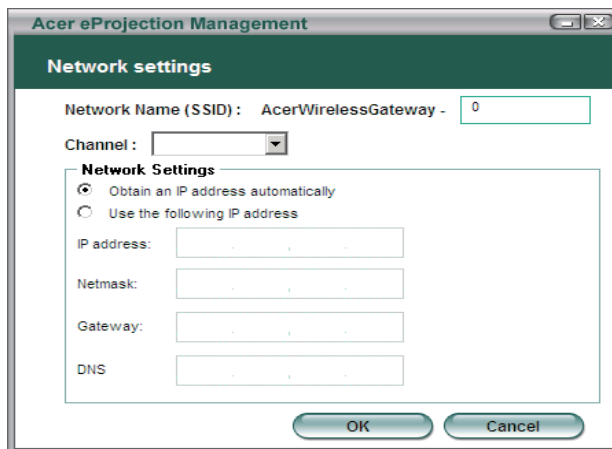 Acer eProjection Management
Network settings
Network Name (SSID) : AcerWirelessGateway - 0
Channel :
Network Settings
Obtain an IP address automatically
Use the following IP address
IP address:
Netmask:
Gateway:
DNS
OK Cancel